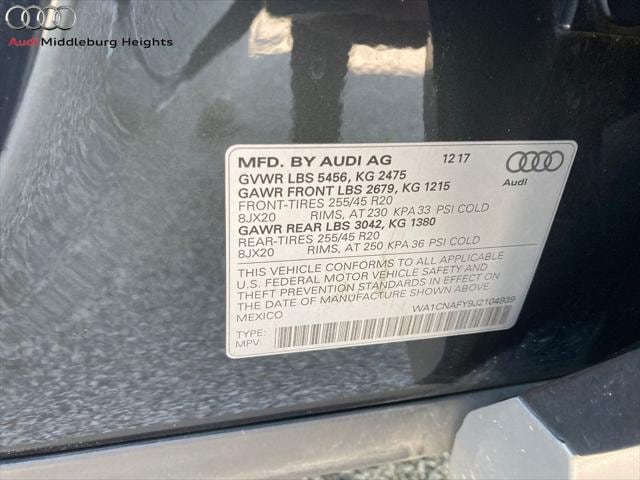 Audi Middleburg Heights
MFD. BY AUDI AG 12 17
GVWR LBS 5456, KG 2475
GAWR FRONT LBS 2679, KG 1215
FRONT-TIRES 255/45 R20
8JX20 RIMS, AT 230 KPA 33 PSI COLD
GAWR REAR LBS 3042, KG 1380
REAR-TIRES 255/45 R20
8JX20 RIMS, AT 250 KPA 36 PSI COLD
Audi
THIS VEHICLE CONFORMS TO ALL APPLICABLE
U.S. FEDERAL MOTOR VEHICLE SAFETY AND
THEFT PREVENTION STANDARDS IN EFFECT ON
THE DATE OF MANUFACTURE SHOWN ABOVE.
MEXICO
WA1CNAFY9J2104939
TYPE:
MPV